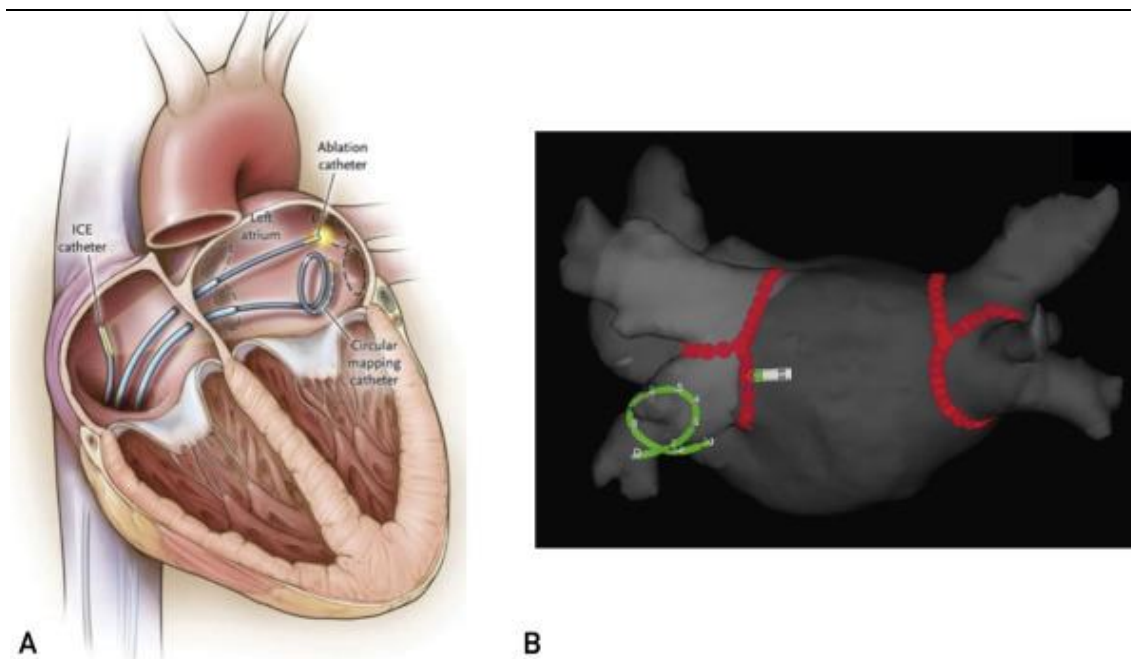 Ablation
catheter
ICE
catheter
Left
atrium
Circular
mapping
catheter
A
B